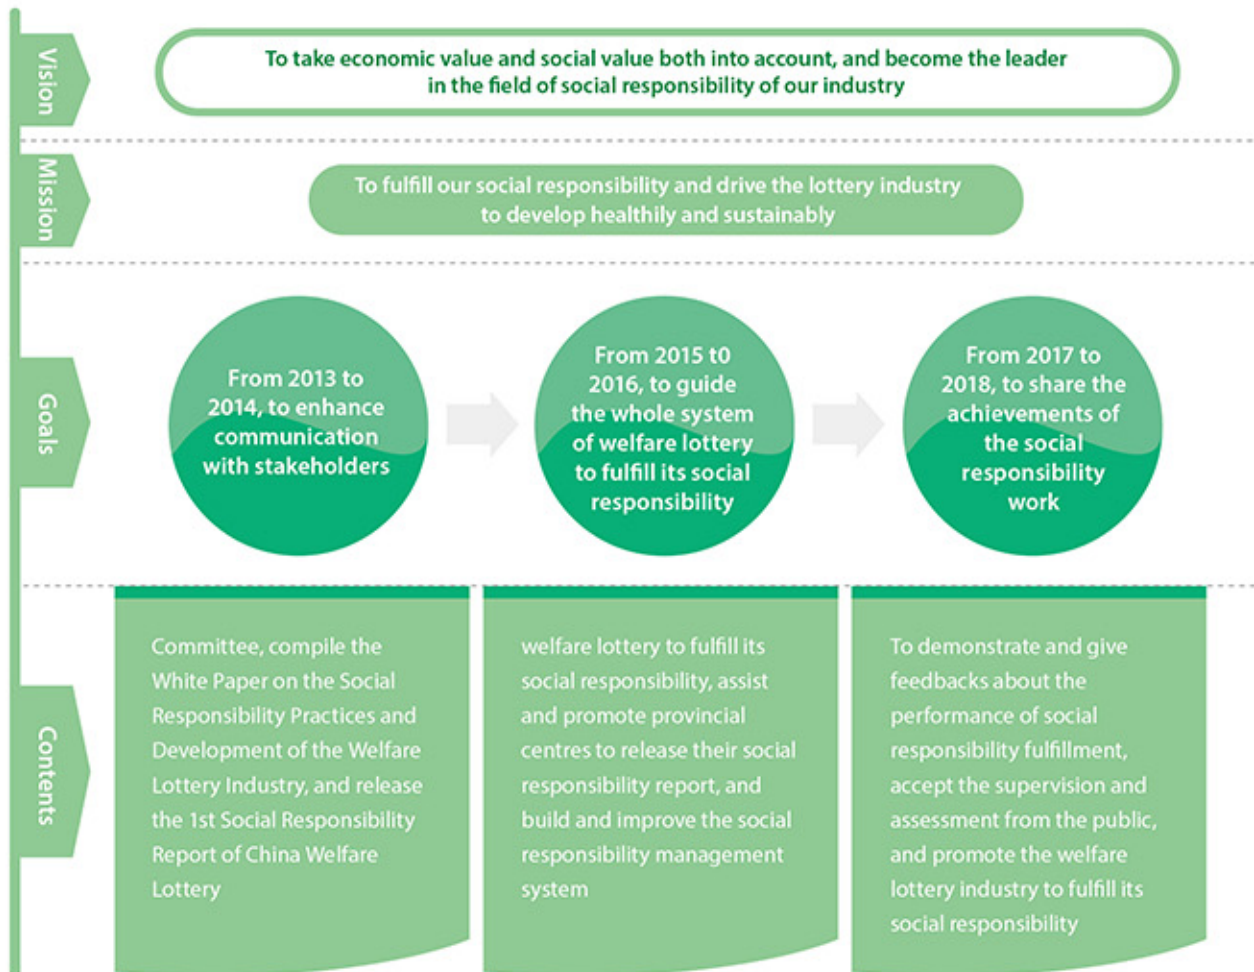 Vision
To take economic value and social value both into account, and become the leader
in the field of social responsibility of our industry
Mission
To fulfill our social responsibility and drive the lottery industry
to develop healthily and sustainably
Goals
From 2013 to
2014, to enhance
communication
with stakeholders
From 2015 t0
2016, to guide
the whole system
of welfare lottery
to fulfill its social
responsibility
From 2017 to
2018, to share the
achievements of
the social
responsibility
work
Contents
Committee, compile the
White Paper on the Social
Responsibility Practices and
Development of the Welfare
Lottery Industry, and release
the 1st Social Responsibility
Report of China Welfare
Lottery
welfare lottery to fulfill its
social responsibility, assist
and promote provincial
centres to release their social
responsibility report, and
build and improve the social
responsibility management
system
To demonstrate and give
feedbacks about the
performance of social
responsibility fulfillment,
accept the supervision and
assessment from the public,
and promote the welfare
lottery industry to fulfill its
social responsibility